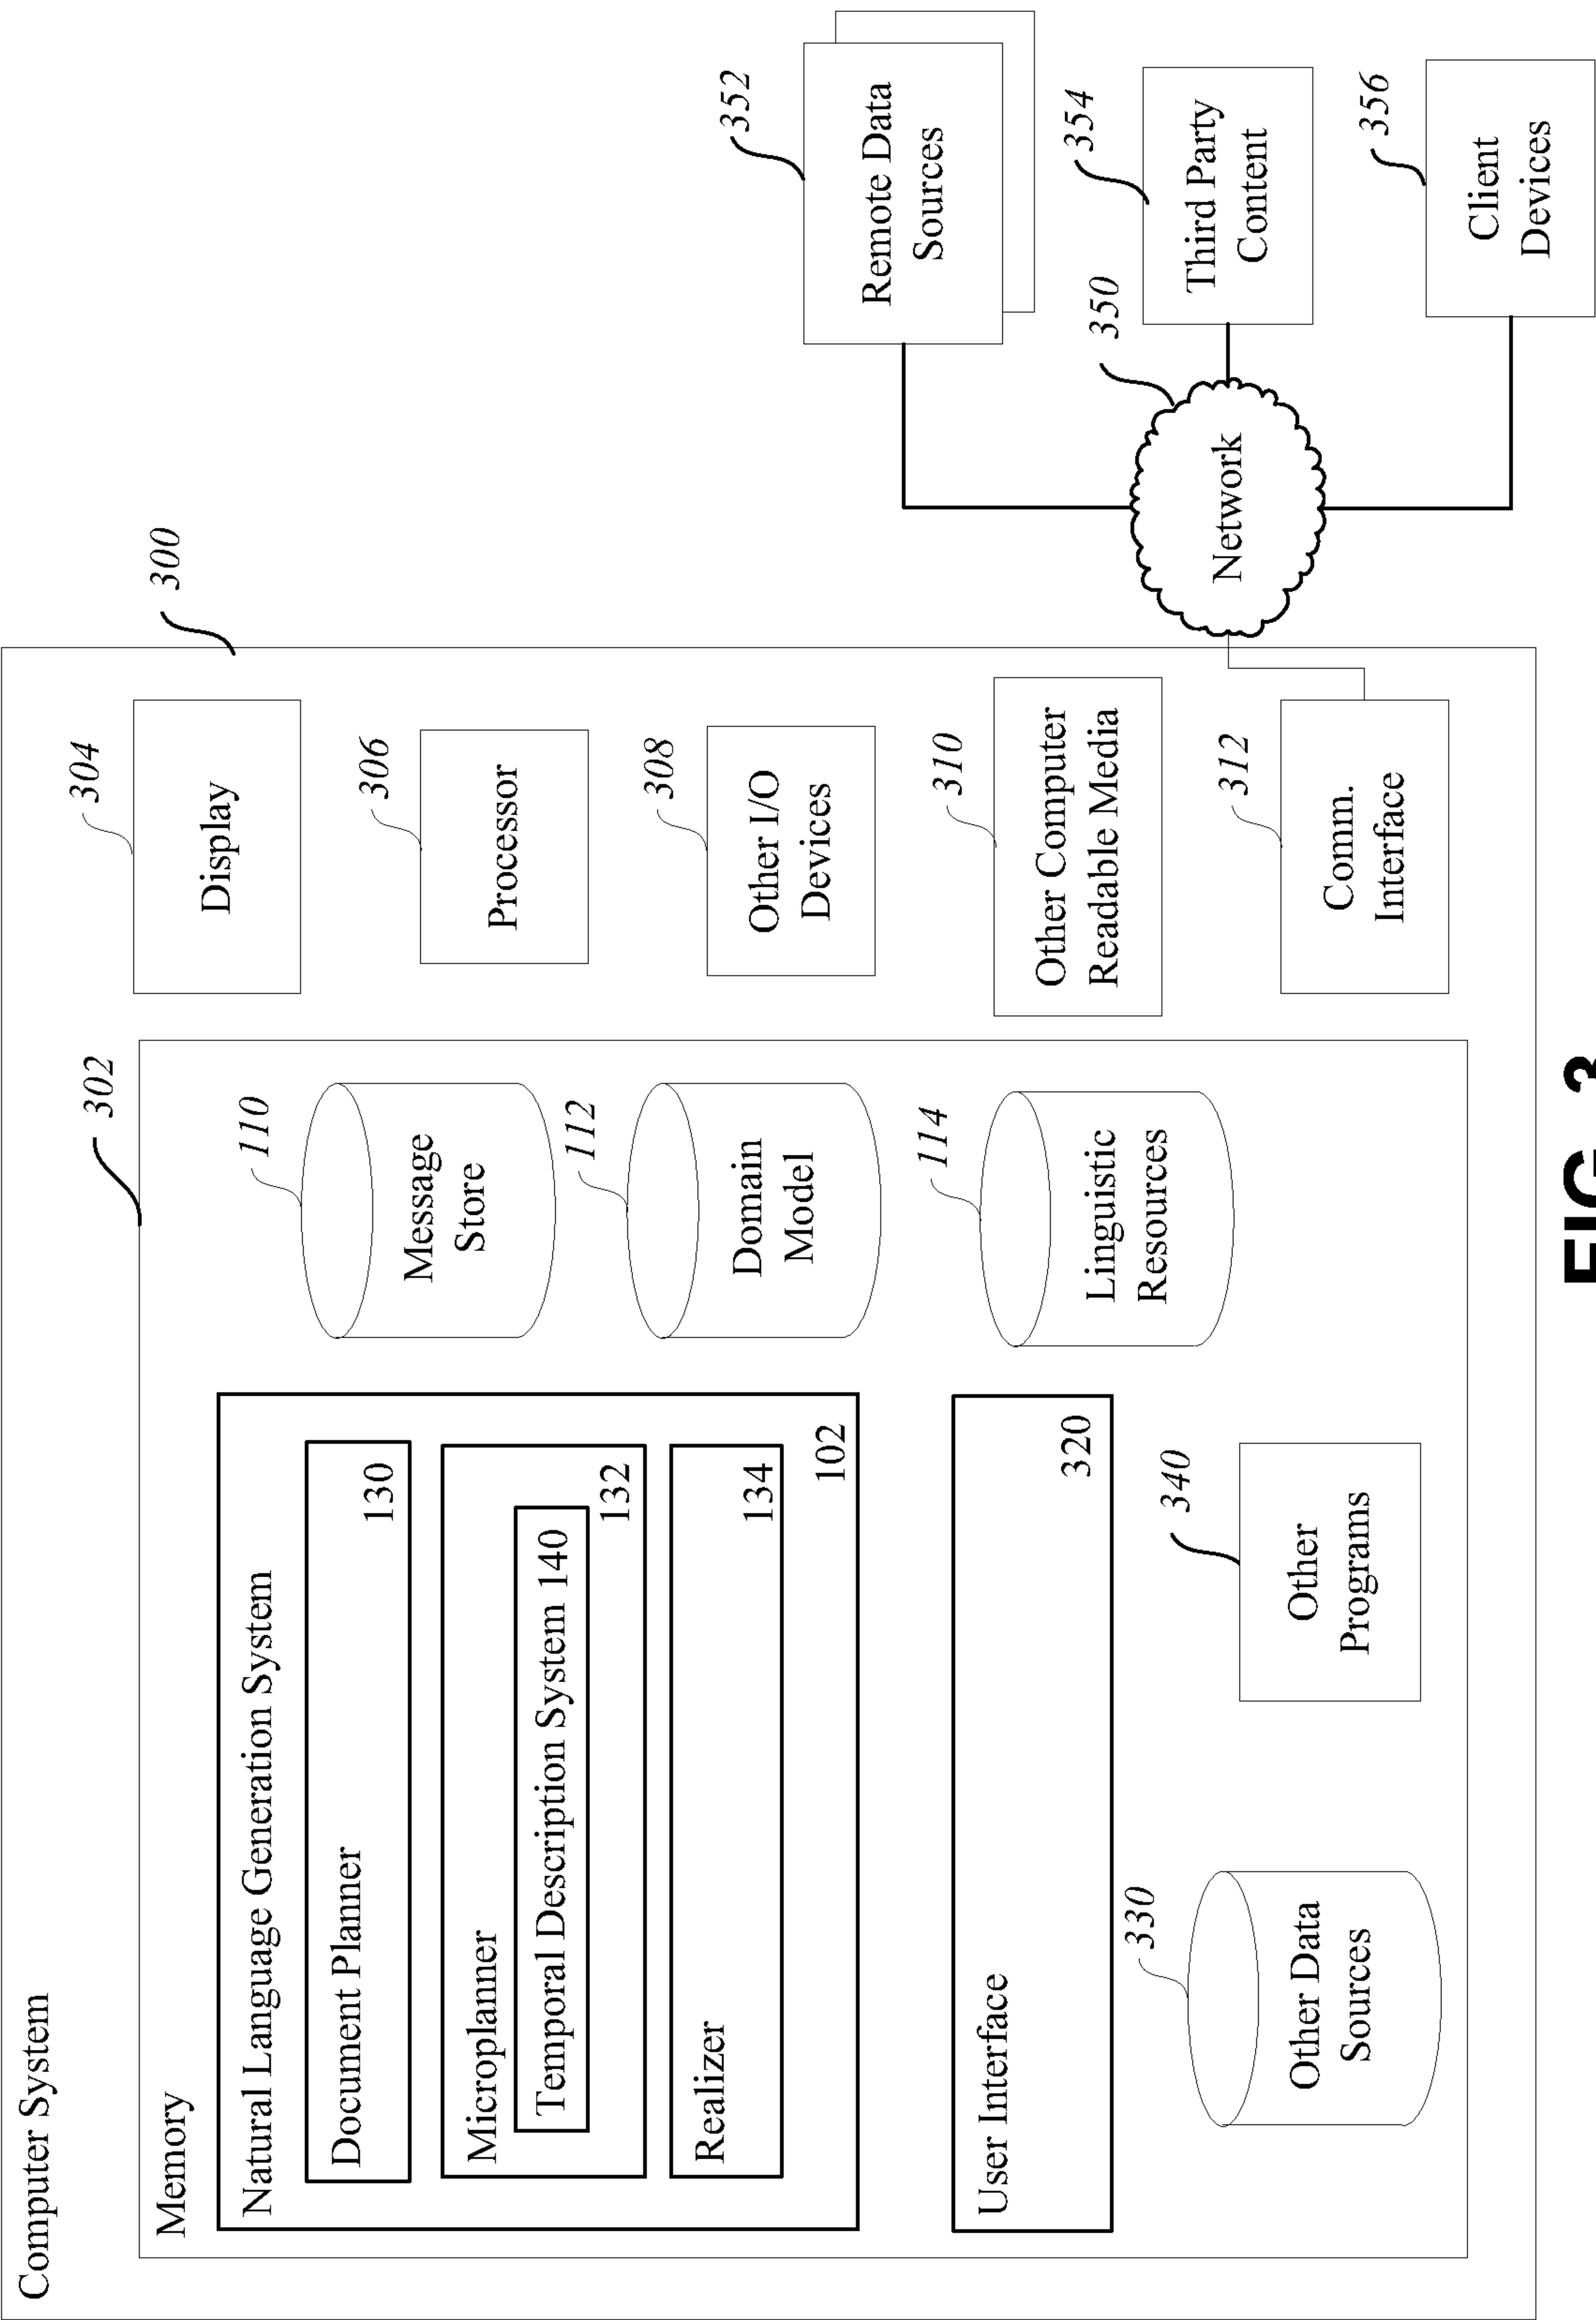 Computer System
300
Memory
302
Natural Language Generation System
Document Planner
130
Microplanner
Temporal Description System 140
132
Realizer
134
102
User Interface
320
330
Other Data
Sources
340
Other
Programs
110
Message
Store
112
Domain
Model
114
Linguistic
Resources
304
Display
306
Processor
308
Other I/O
Devices
310
Other Computer
Readable Media
312
Comm.
Interface
350
Network
352
Remote Data
Sources
354
Third Party
Content
356
Client
Devices
FIG. 3